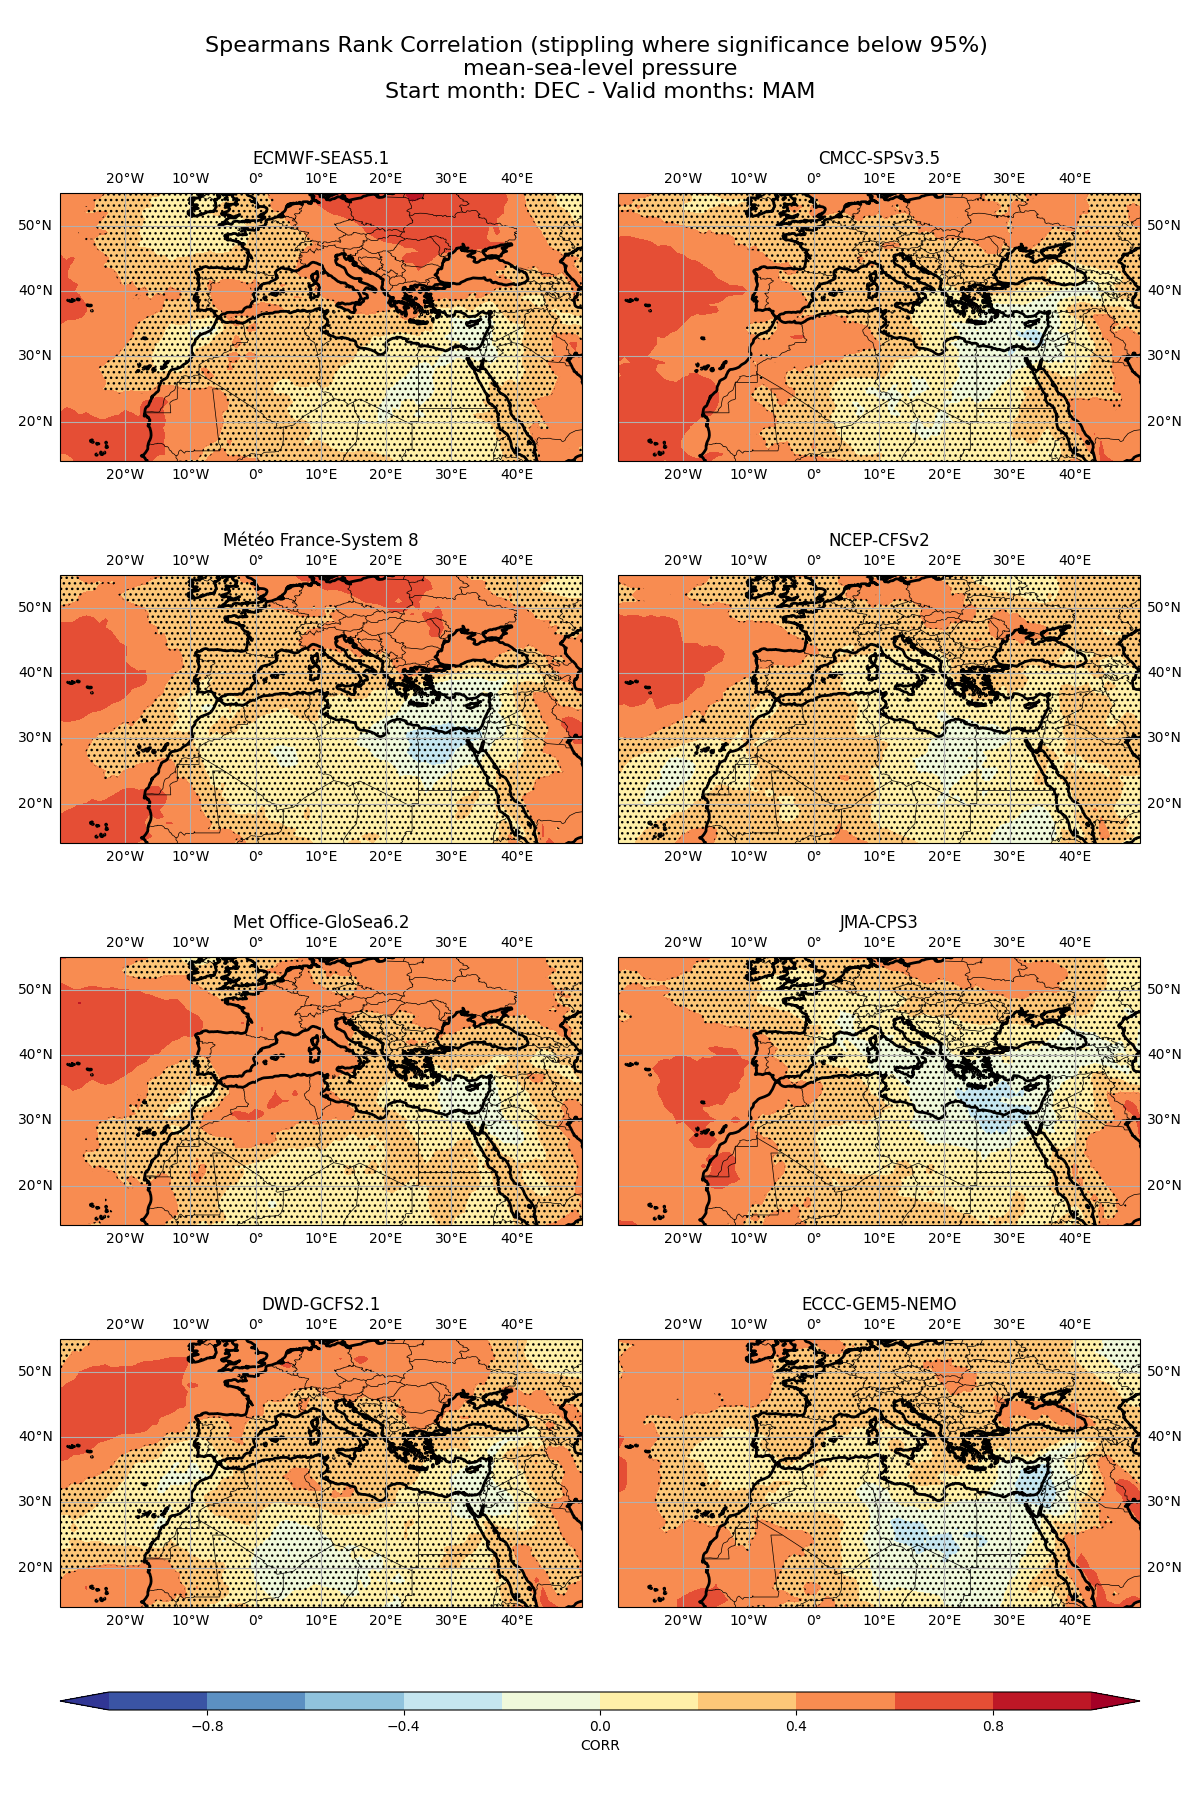 Spearmans Rank Correlation (stippling where significance below 95%)
mean-sea-level pressure
Start month: DEC - Valid months: MAM
ECMWF-SEAS5.1
20°W 10°W 0° 10°E 20°E 30°E 40°E
50°N
40°N
30°N
20°N
20°W 10°W 0° 10°E 20°E 30°E 40°E
CMCC-SPSv3.5
20°W 10°W 0° 10°E 20°E 30°E 40°E
50°N
40°N
30°N
20°N
20°W 10°W 0° 10°E 20°E 30°E 40°E
Météo France-System 8
20°W 10°W 0° 10°E 20°E 30°E 40°E
50°N
40°N
30°N
20°N
20°W 10°W 0° 10°E 20°E 30°E 40°E
NCEP-CFSv2
20°W 10°W 0° 10°E 20°E 30°E 40°E
50°N
40°N
30°N
20°N
20°W 10°W 0° 10°E 20°E 30°E 40°E
Met Office-GloSea6.2
20°W 10°W 0° 10°E 20°E 30°E 40°E
50°N
40°N
30°N
20°N
20°W 10°W 0° 10°E 20°E 30°E 40°E
JMA-CPS3
20°W 10°W 0° 10°E 20°E 30°E 40°E
50°N
40°N
30°N
20°N
20°W 10°W 0° 10°E 20°E 30°E 40°E
DWD-GCFS2.1
20°W 10°W 0° 10°E 20°E 30°E 40°E
50°N
40°N
30°N
20°N
20°W 10°W 0° 10°E 20°E 30°E 40°E
ECCC-GEM5-NEMO
20°W 10°W 0° 10°E 20°E 30°E 40°E
50°N
40°N
30°N
20°N
20°W 10°W 0° 10°E 20°E 30°E 40°E
−0.8 −0.4 0.0 0.4 0.8
CORR